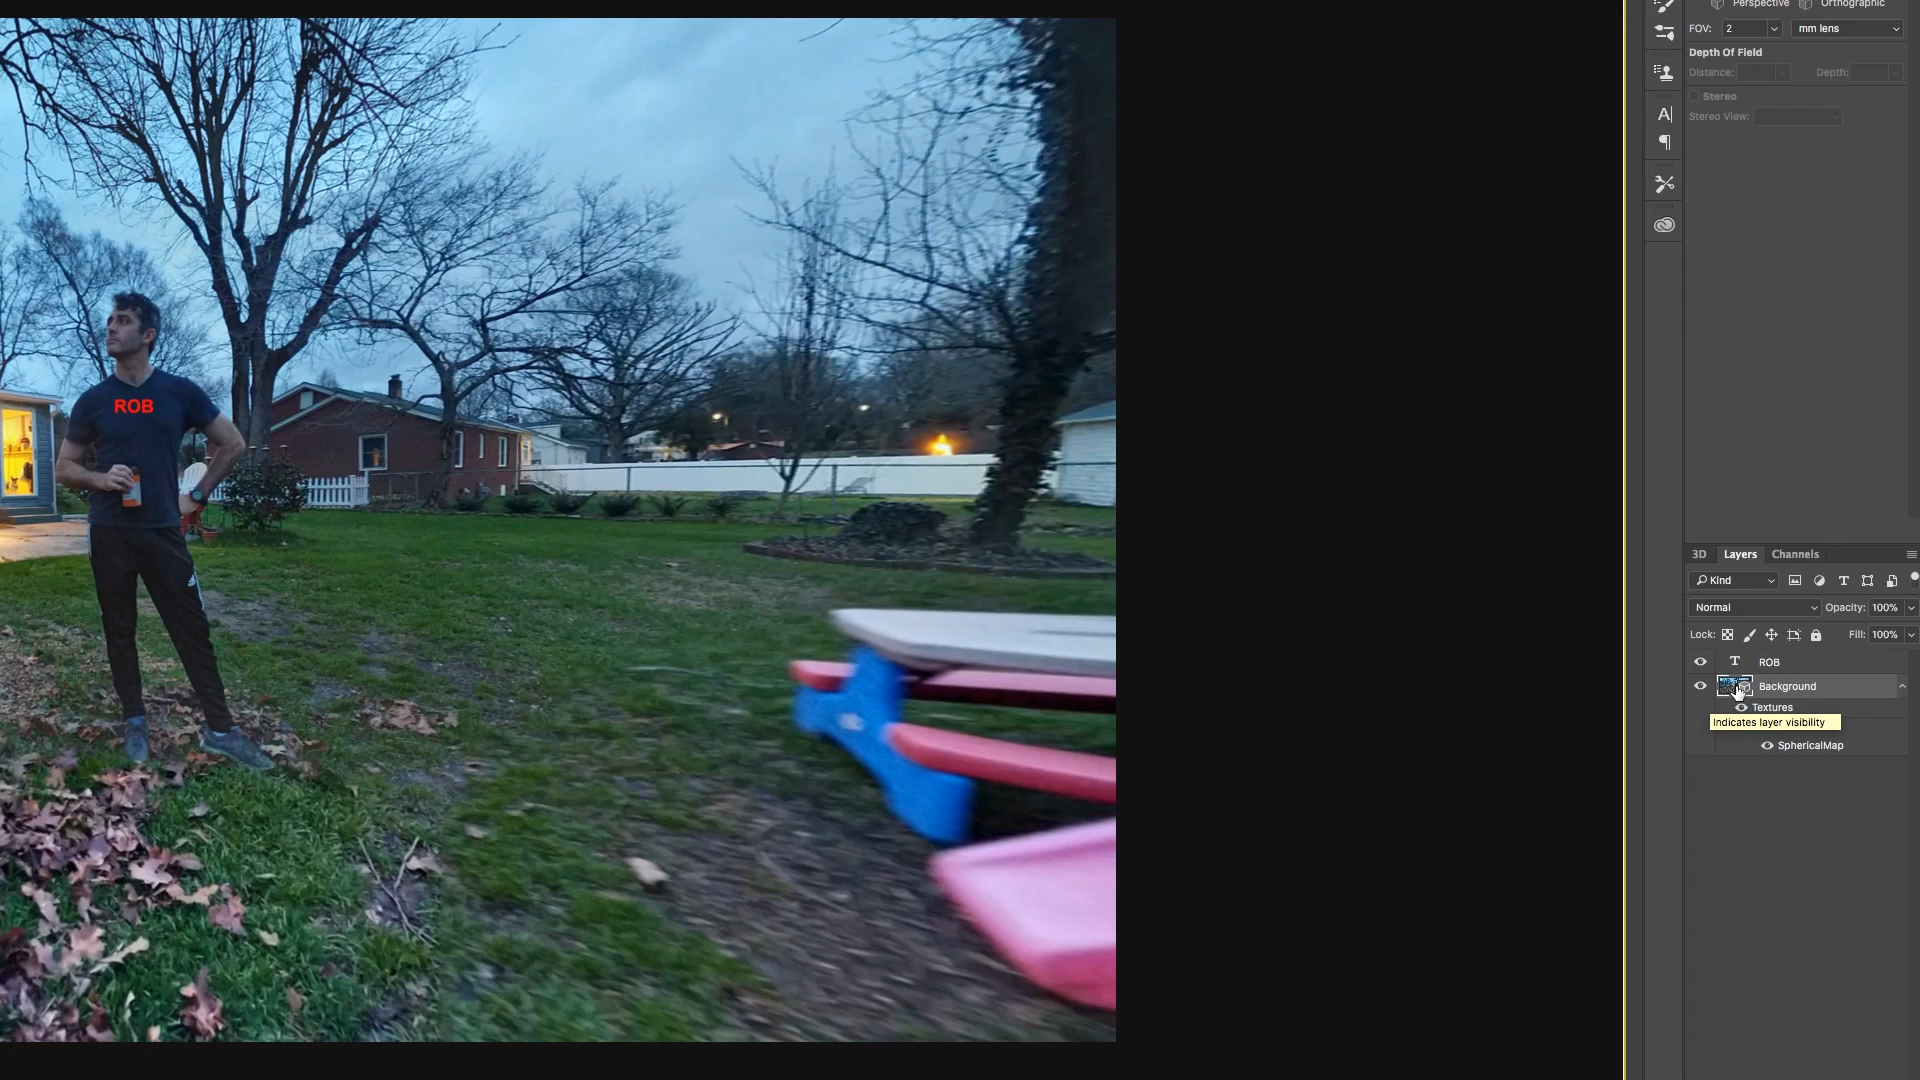 Perspective Orthographic
FOV: 2 mm lens
Depth Of Field
Distance: Depth:
Stereo
Stereo View:
A
ROB
3D Layers Channels
Kind T
Normal Opacity: 100%
Lock: Fill: 100%
T ROB
Background
Textures
Indicates layer visibility
SphericalMap